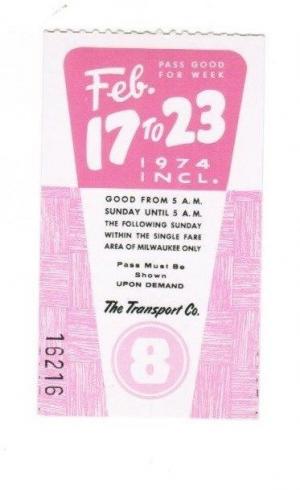 PASS GOOD
FOR WEEK
Feb.
17 TO 23
1974
INCL.
GOOD FROM 5 A.M.
SUNDAY UNTIL 5 A.M.
THE FOLLOWING SUNDAY
WITHIN THE SINGLE FARE
AREA OF MILWAUKEE ONLY
Pass Must Be
Shown
UPON DEMAND
The Transport Co.
8
16216